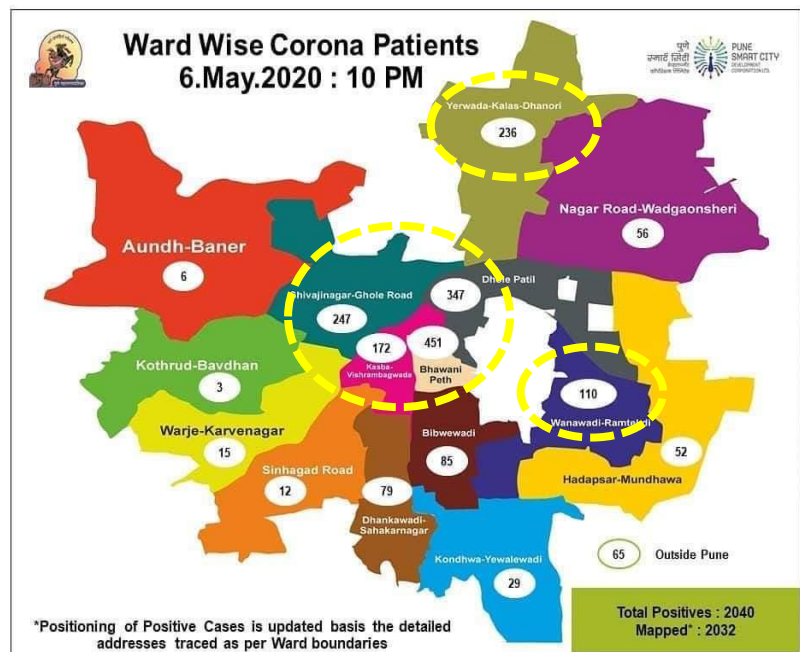 Ward Wise Corona Patients
6.May.2020 : 10 PM
पुणे
स्मार्ट सिटी
PUNE
SMART CITY
DEVELOPMENT
CORPORATION LTD.
Yerwada-Kalas-Dhanori
236
Nagar Road-Wadgaonsheri
56
Aundh-Baner
6
Shivajinagar-Ghole Road
247
Dhole Patil
347
172
Kasba-
Vishrambagwada
451
Bhawani
Peth
Kothrud-Bavdhan
3
110
Wanawadi-Ramtekdi
Warje-Karvenagar
15
Bibwewadi
85
52
Hadapsar-Mundhawa
Sinhagad Road
12
79
Dhankawadi-
Sahakarnagar
Kondhwa-Yewalewadi
29
65 Outside Pune
Total Positives : 2040
Mapped* : 2032
*Positioning of Positive Cases is updated basis the detailed
addresses traced as per Ward boundaries